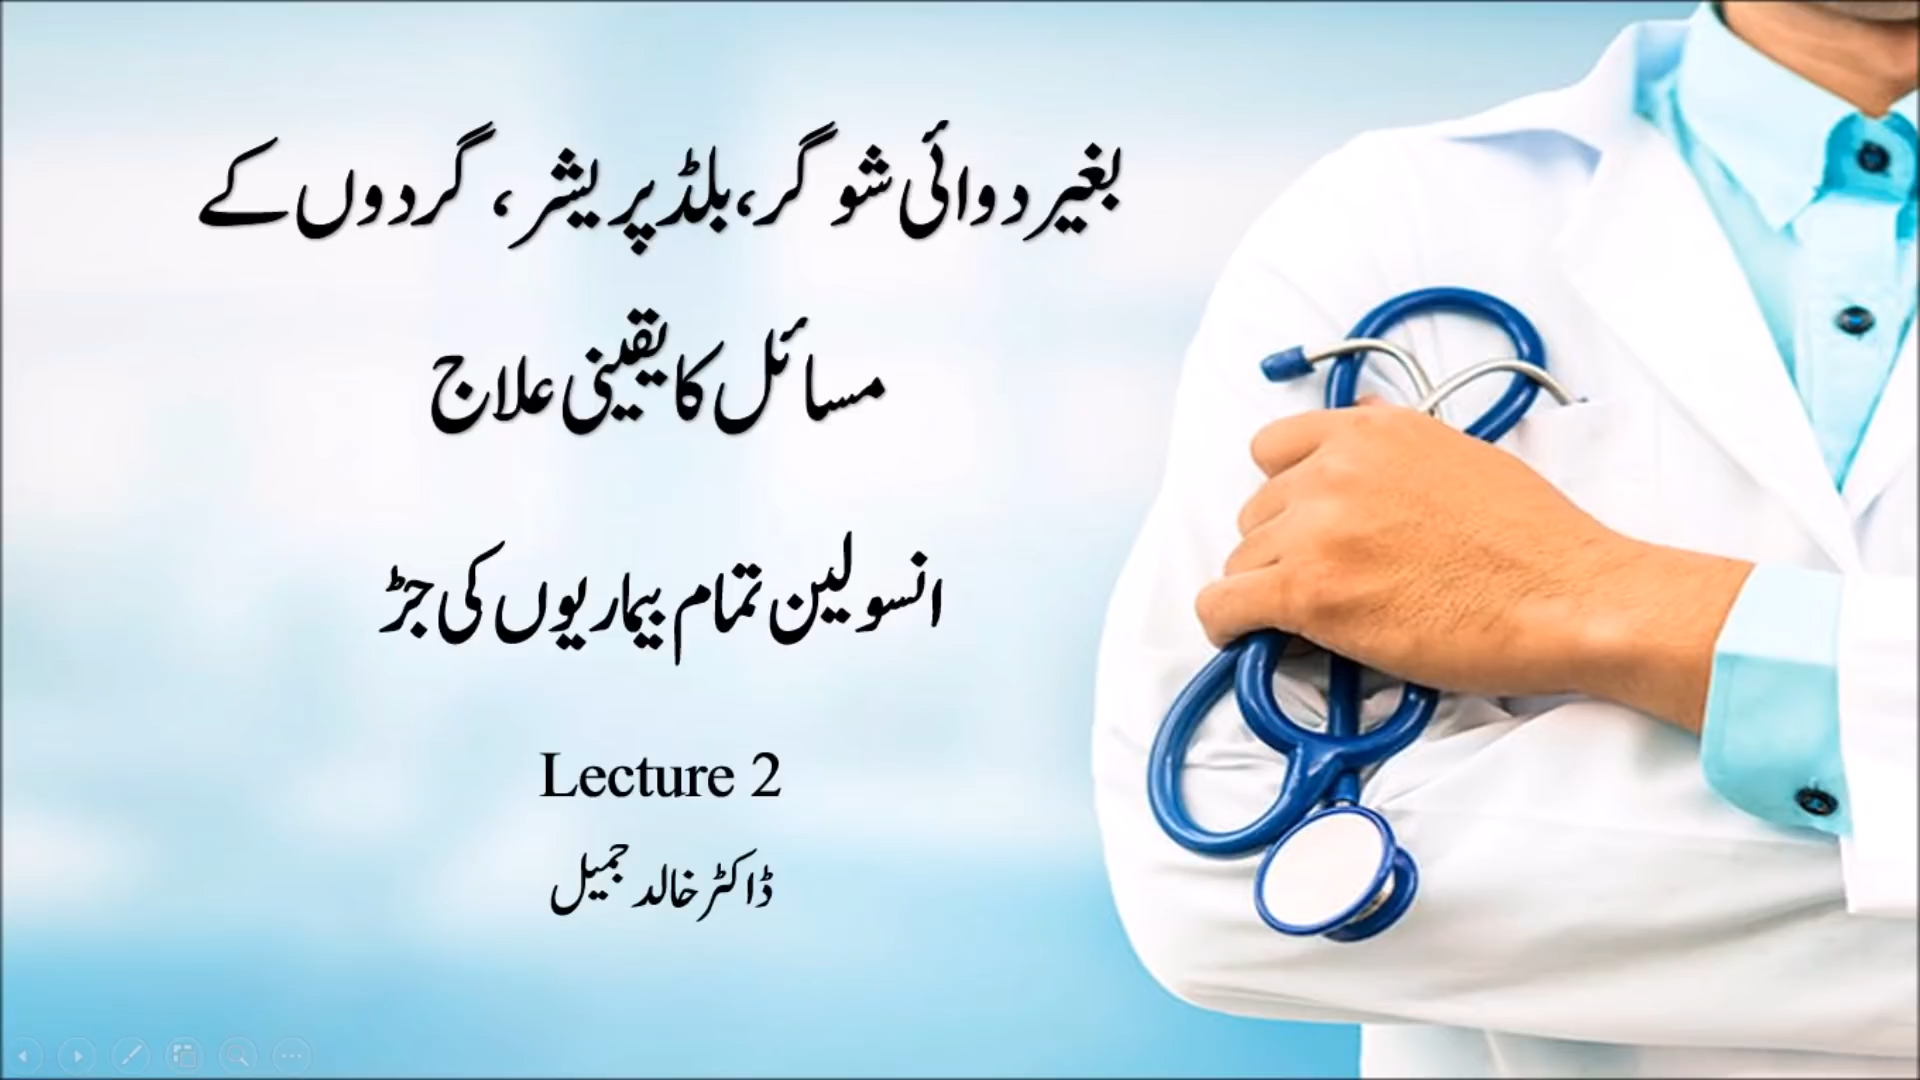 بغیر دوائی شوگر، بلڈ پریشر، گردوں کے
مسائل کا یقینی علاج
انسولین تمام بیماریوں کی جڑ
Lecture 2
ڈاکٹر خالد جمیل